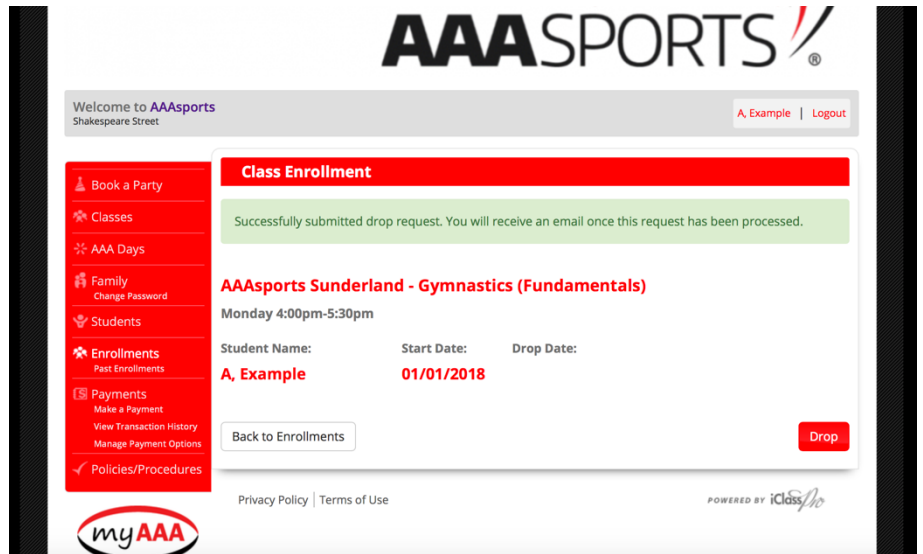 AAASPORTS®
Welcome to AAAsports
Shakespeare Street
A, Example | Logout
Book a Party
Classes
AAA Days
Family
Change Password
Students
Enrollments
Past Enrollments
Payments
Make a Payment
View Transaction History
Manage Payment Options
Policies/Procedures
myAAA
Class Enrollment
Successfully submitted drop request. You will receive an email once this request has been processed.
AAAsports Sunderland - Gymnastics (Fundamentals)
Monday 4:00pm-5:30pm
Student Name: Start Date: Drop Date:
A, Example 01/01/2018
Back to Enrollments Drop
Privacy Policy | Terms of Use
POWERED BY iClassPro